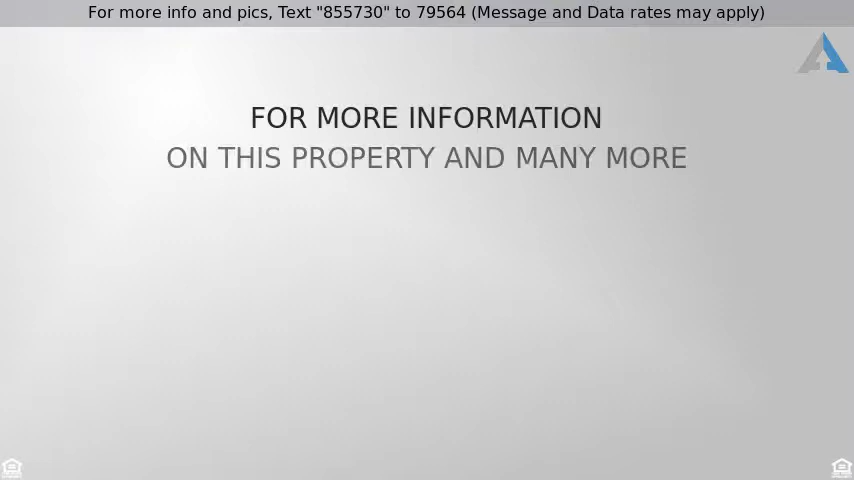 For more info and pics, Text "855730" to 79564 (Message and Data rates may apply)
FOR MORE INFORMATION
ON THIS PROPERTY AND MANY MORE